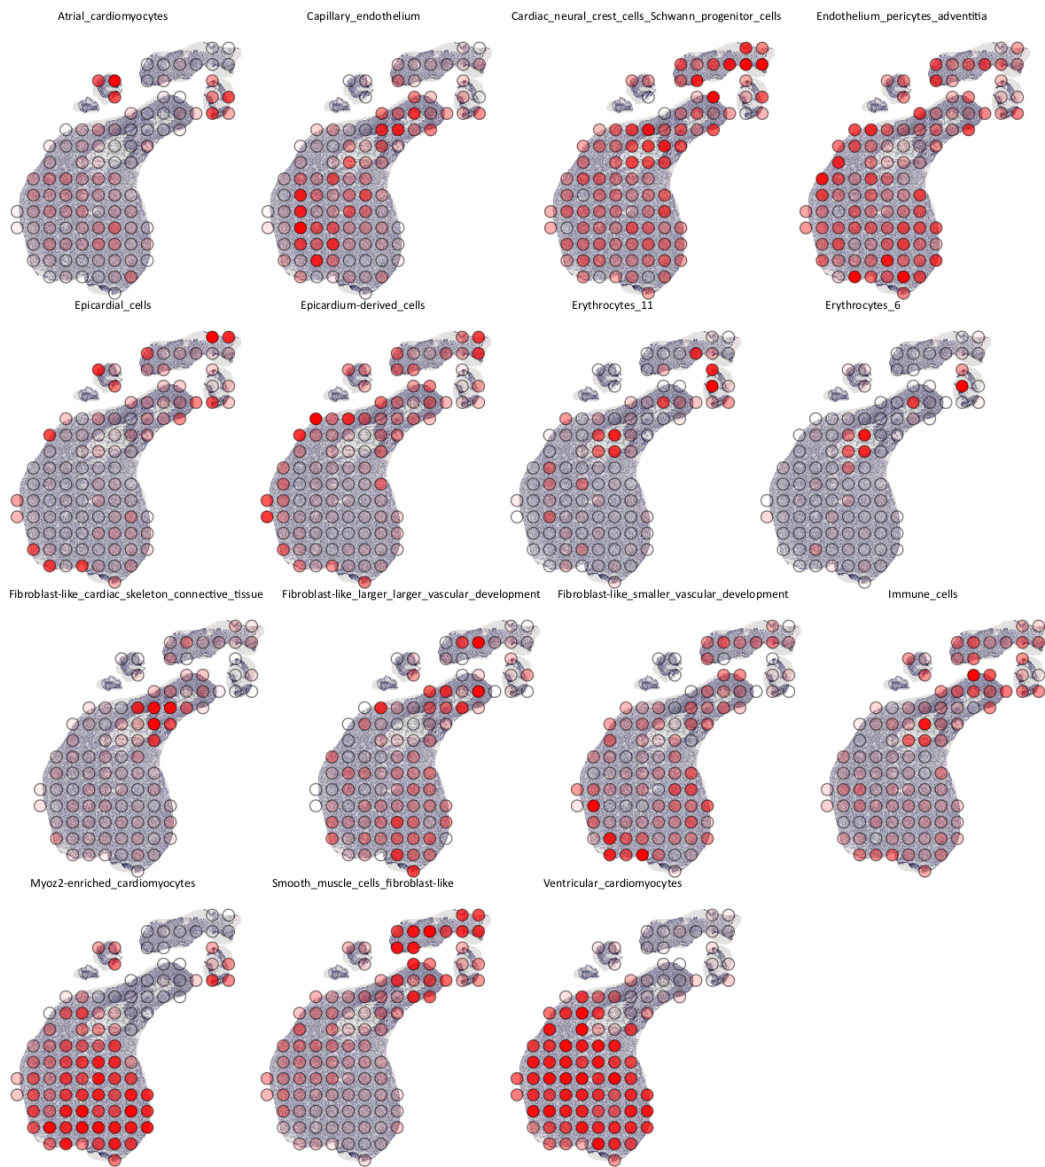 Atrial_cardiomyocytes
Capillary_endothelium
Cardiac_neural_crest_cells_Schwann_progenitor_cells
Endothelium_pericytes_adventitia
Epicardial_cells
Epicardium-derived_cells
Erythrocytes_11
Erythrocytes_6
Fibroblast-like_cardiac_skeleton_connective_tissue
Fibroblast-like_larger_larger_vascular_development
Fibroblast-like_smaller_vascular_development
Immune_cells
Myoz2-enriched_cardiomyocytes
Smooth_muscle_cells_fibroblast-like
Ventricular_cardiomyocytes